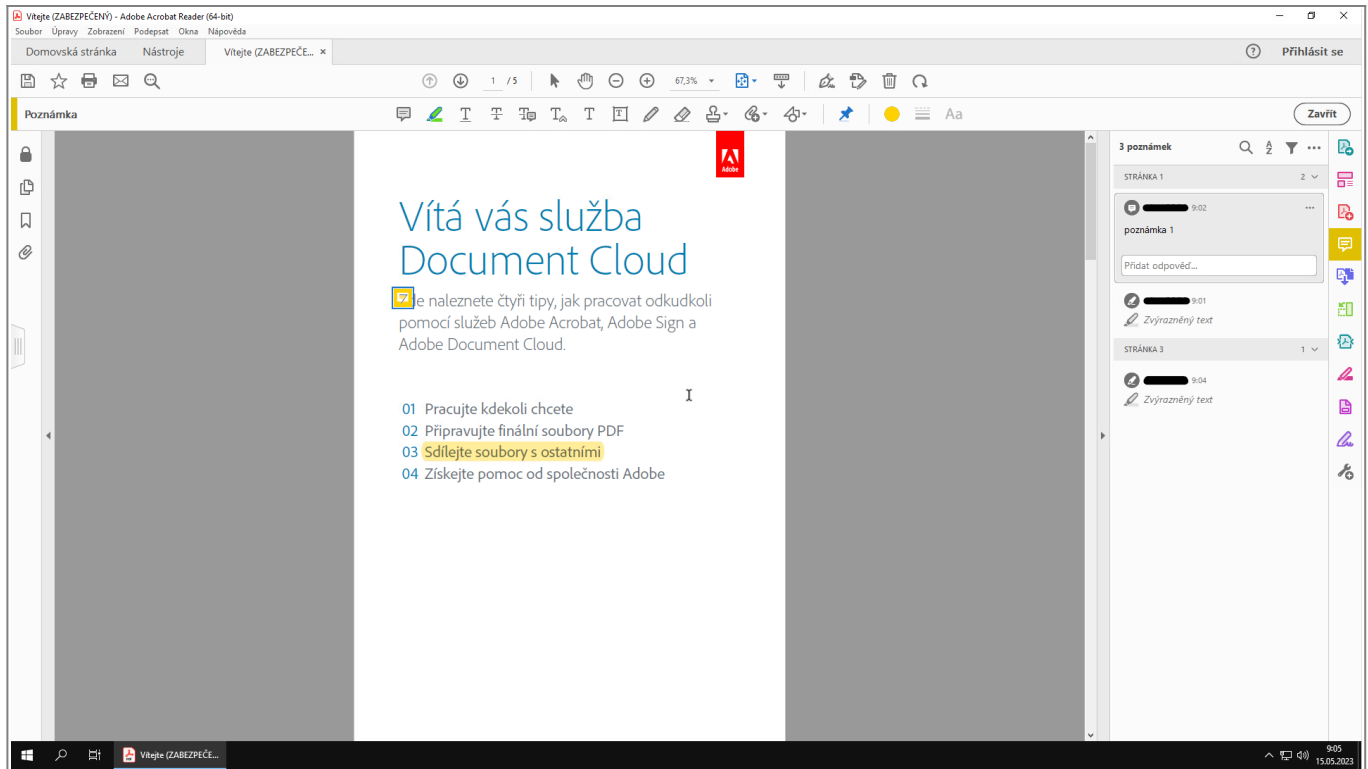 Vítejte (ZABEZPEČENÝ) - Adobe Acrobat Reader (64-bit)
Soubor Úpravy Zobrazení Podepsat Okna Nápověda
Domovská stránka Nástroje Vítejte (ZABEZPEČE... × Přihlásit se
1 /5 67,3%
Poznámka Aa Zavřít
Adobe
Vítá vás služba
Document Cloud
de naleznete čtyři tipy, jak pracovat odkudkoli
pomocí služeb Adobe Acrobat, Adobe Sign a
Adobe Document Cloud.
01 Pracujte kdekoli chcete
02 Připravujte finální soubory PDF
03 Sdílejte soubory s ostatními
04 Získejte pomoc od společnosti Adobe
3 poznámek
STRÁNKA 1 2
9:02
poznámka 1
Přidat odpověď...
9:01
Zvýrazněný text
STRÁNKA 3 1
9:04
Zvýrazněný text
Vítejte (ZABEZPEČE...
9:05
15.05.2023